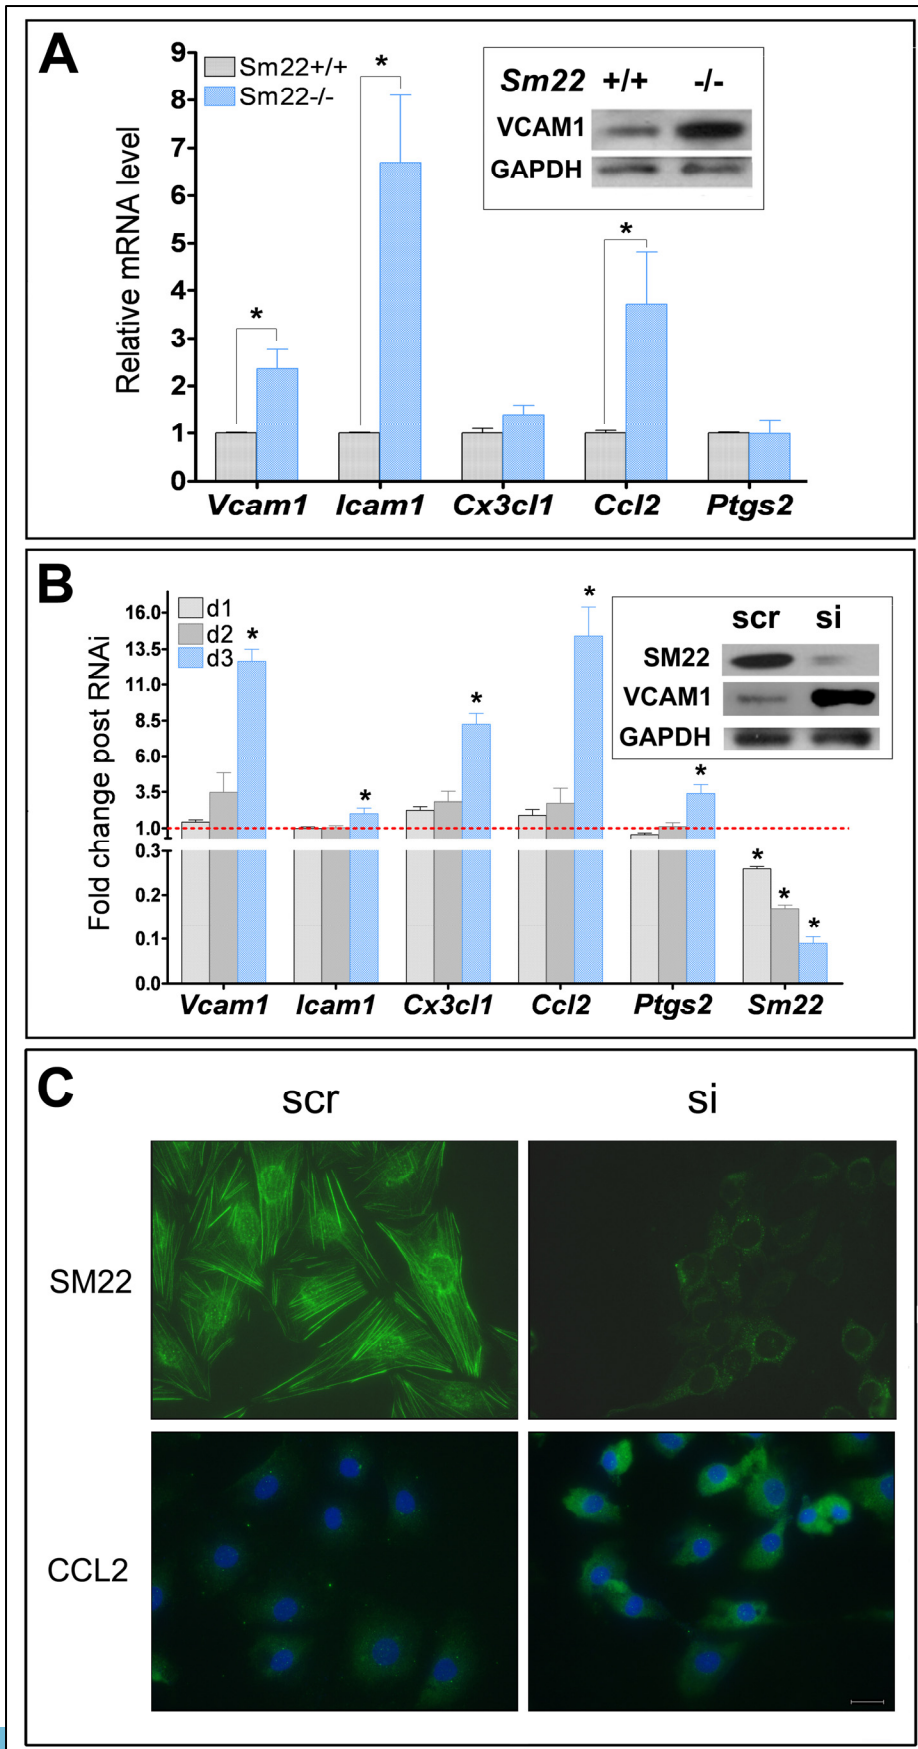 A
Relative mRNA level
9
8
7
6
5
4
3
2
1
0
Sm22+/+
Sm22-/-
*
*
*
Sm22 +/+ -/-
VCAM1
GAPDH
Vcam1 Icam1 Cx3cl1 Ccl2 Ptgs2
B
Fold change post RNAi
16.0
13.5
11.0
8.5
6.0
3.5
1.0
0.3
0.2
0.1
0.0
d1
d2
d3
*
*
*
*
*
*
*
*
scr si
SM22
VCAM1
GAPDH
Vcam1 Icam1 Cx3cl1 Ccl2 Ptgs2 Sm22
C
scr si
SM22
CCL2